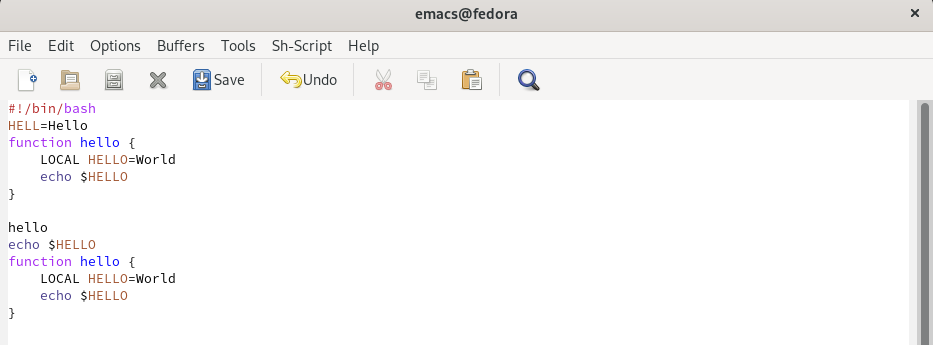 emacs@fedora ×
File Edit Options Buffers Tools Sh-Script Help
Save Undo
#!/bin/bash
HELL=Hello
function hello {
    LOCAL HELLO=World
    echo $HELLO
}

hello
echo $HELLO
function hello {
    LOCAL HELLO=World
    echo $HELLO
}